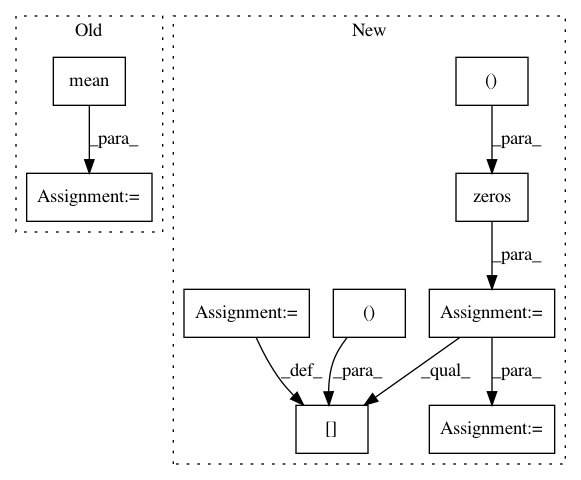 Old
New
mean
()
_para_
_para_
Assignment:=
zeros
_para_
Assignment:=
()
Assignment:=
_def_
_para_
_qual_
_para_
[]
Assignment:=